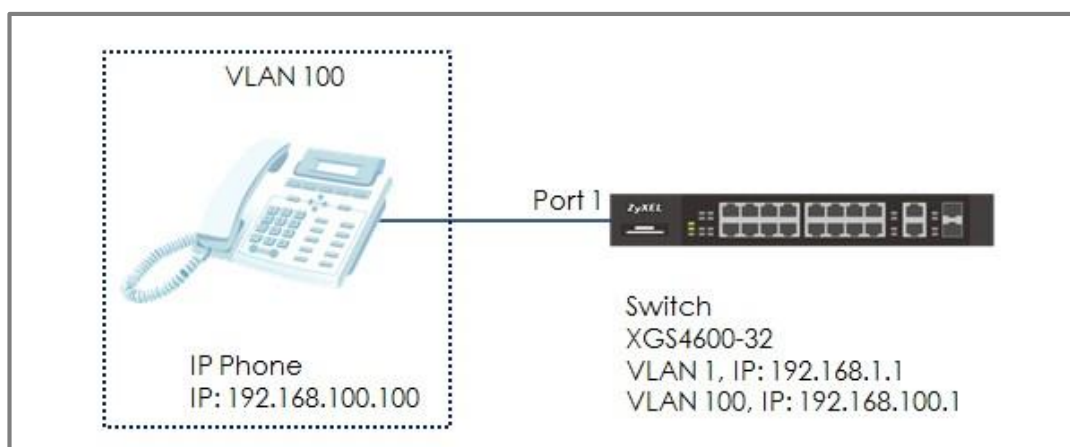 VLAN 100
Port 1
ZyXEL
IP Phone
IP: 192.168.100.100
Switch
XGS4600-32
VLAN 1, IP: 192.168.1.1
VLAN 100, IP: 192.168.100.1